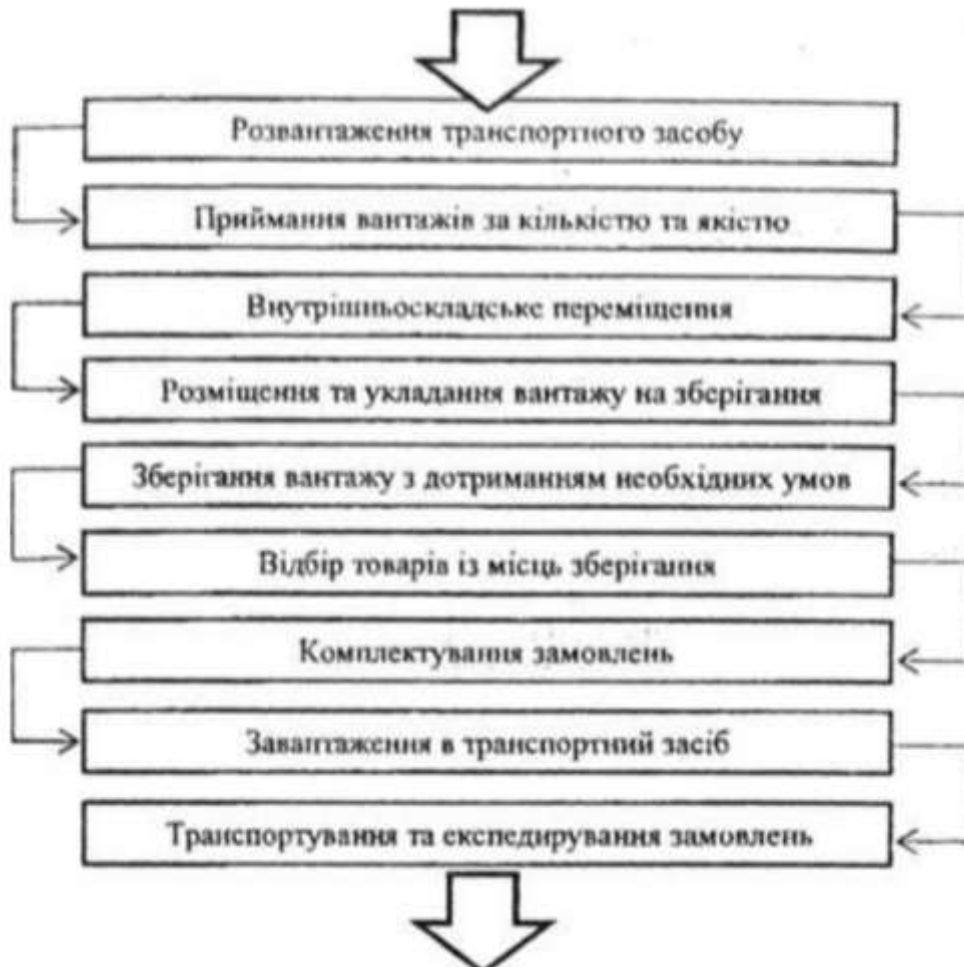 Розвантаження транспортного засобу
Приймання вантажів за кількістю та якістю
Внутрішньоскладське переміщення
Розміщення та укладання вантажу на зберігання
Зберігання вантажу з дотриманням необхідних умов
Відбір товарів із місць зберігання
Комплектування замовлень
Завантаження в транспортний засіб
Транспортування та експедирування замовлень